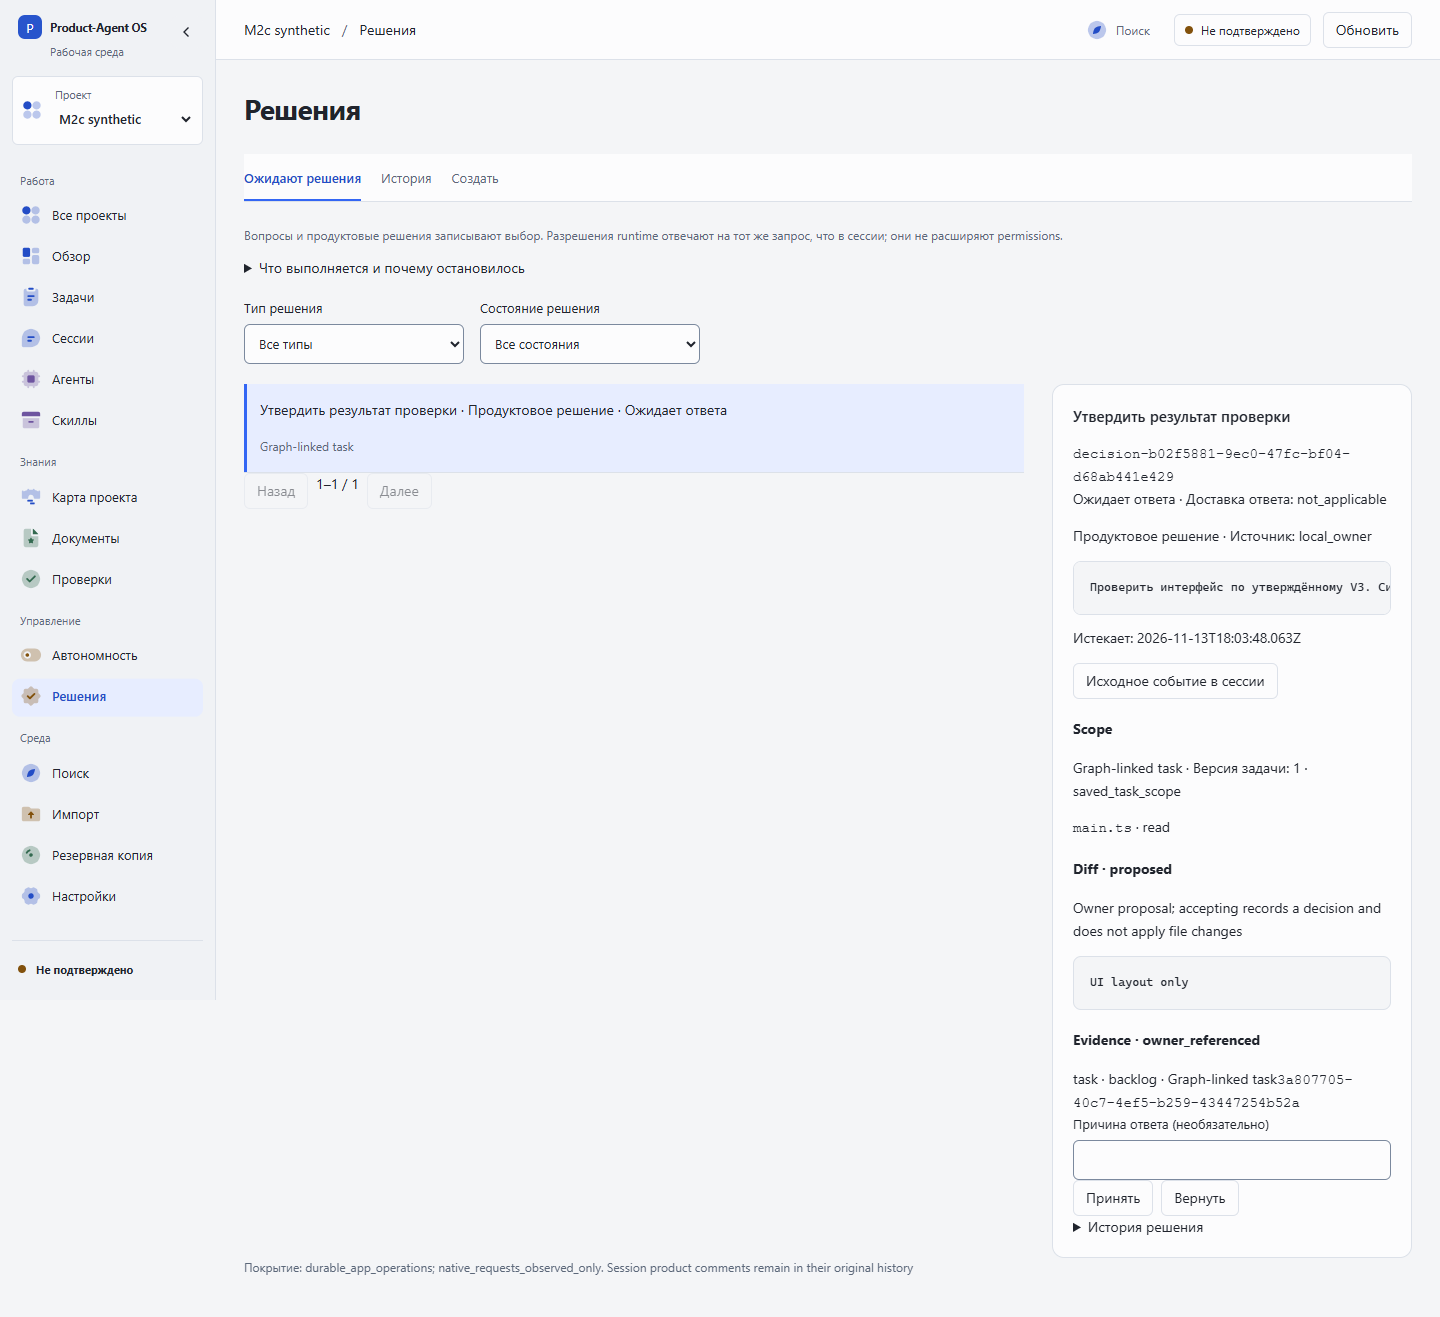 P
Product-Agent OS
Рабочая среда
Проект
M2c synthetic
Работа
Все проекты
Обзор
Задачи
Сессии
Агенты
Скиллы
Знания
Карта проекта
Документы
Проверки
Управление
Автономность
Решения
Среда
Поиск
Импорт
Резервная копия
Настройки
Не подтверждено
M2c synthetic / Решения
Поиск
Не подтверждено
Обновить
Решения
Ожидают решения
История
Создать
Вопросы и продуктовые решения записывают выбор. Разрешения runtime отвечают на тот же запрос, что в сессии; они не расширяют permissions.
Что выполняется и почему остановилось
Тип решения
Состояние решения
Все типы
Все состояния
Утвердить результат проверки · Продуктовое решение · Ожидает ответа
Graph-linked task
Назад
1–1 / 1
Далее
Утвердить результат проверки
decision-b02f5881-9ec0-47fc-bf04-
d68ab441e429
Ожидает ответа · Доставка ответа: not_applicable
Продуктовое решение · Источник: local_owner
Проверить интерфейс по утверждённому V3. Си
Истекает: 2026-11-13T18:03:48.063Z
Исходное событие в сессии
Scope
Graph-linked task · Версия задачи: 1 ·
saved_task_scope
main.ts · read
Diff · proposed
Owner proposal; accepting records a decision and
does not apply file changes
UI layout only
Evidence · owner_referenced
task · backlog · Graph-linked task3a807705-
40c7-4ef5-b259-43447254b52a
Причина ответа (необязательно)
Принять
Вернуть
История решения
Покрытие: durable_app_operations; native_requests_observed_only. Session product comments remain in their original history